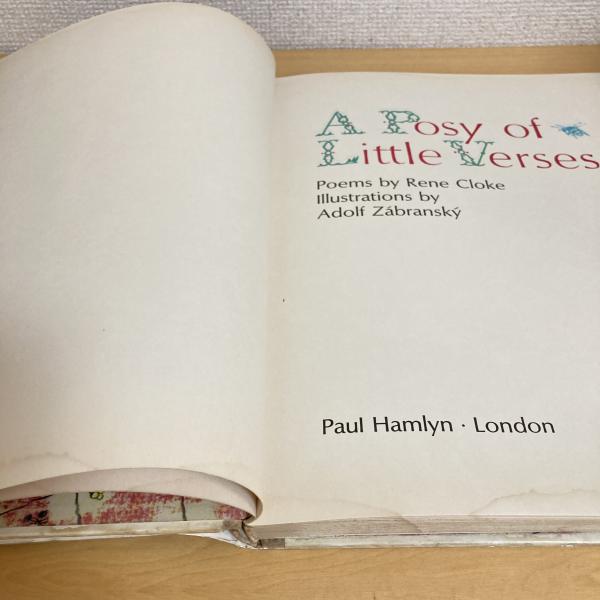 A Posy of
Little Verses
Poems by Rene Cloke
Illustrations by
Adolf Zábranský
Paul Hamlyn · London